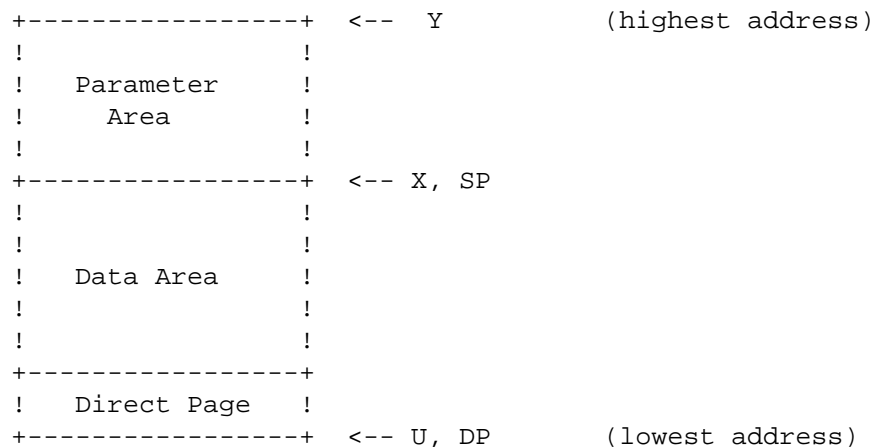 +-----------------+ <-- Y (highest address)
! !
! Parameter !
! Area !
! !
+-----------------+ <-- X, SP
! !
! !
! Data Area !
! !
! !
+-----------------+
! Direct Page !
+-----------------+ <-- U, DP (lowest address)